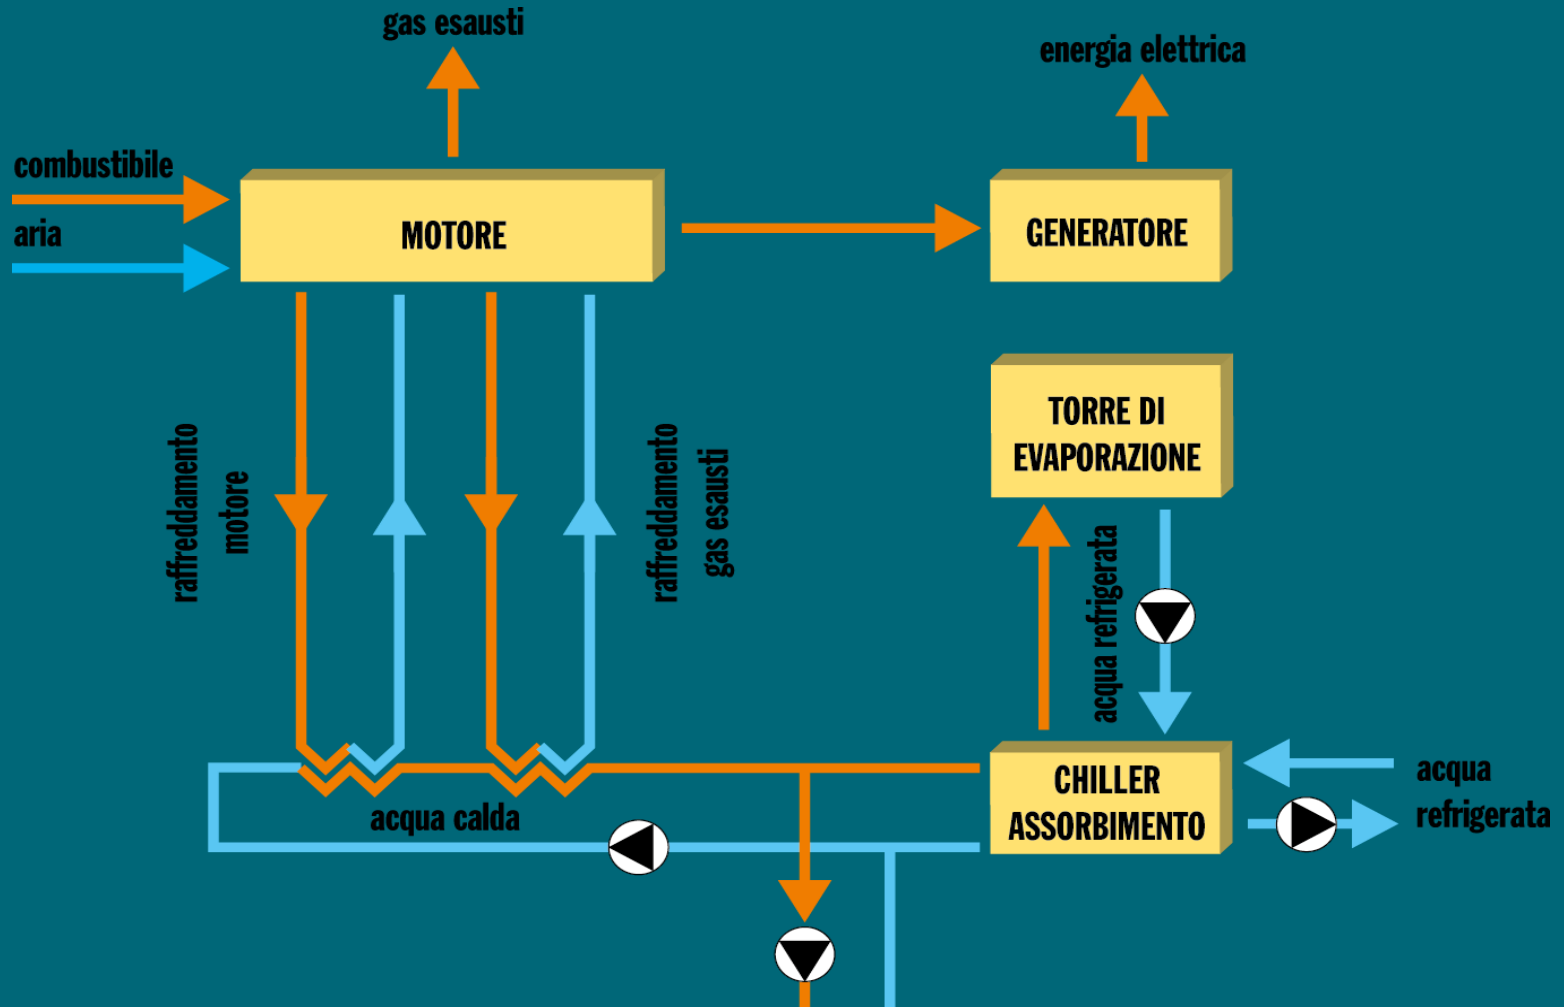 gas esausti
energia elettrica
combustibile
aria
MOTORE
GENERATORE
TORRE DI
EVAPORAZIONE
raffreddamento
motore
raffreddamento
gas esausti
acqua refrigerata
CHILLER
ASSORBIMENTO
acqua
refrigerata
acqua calda